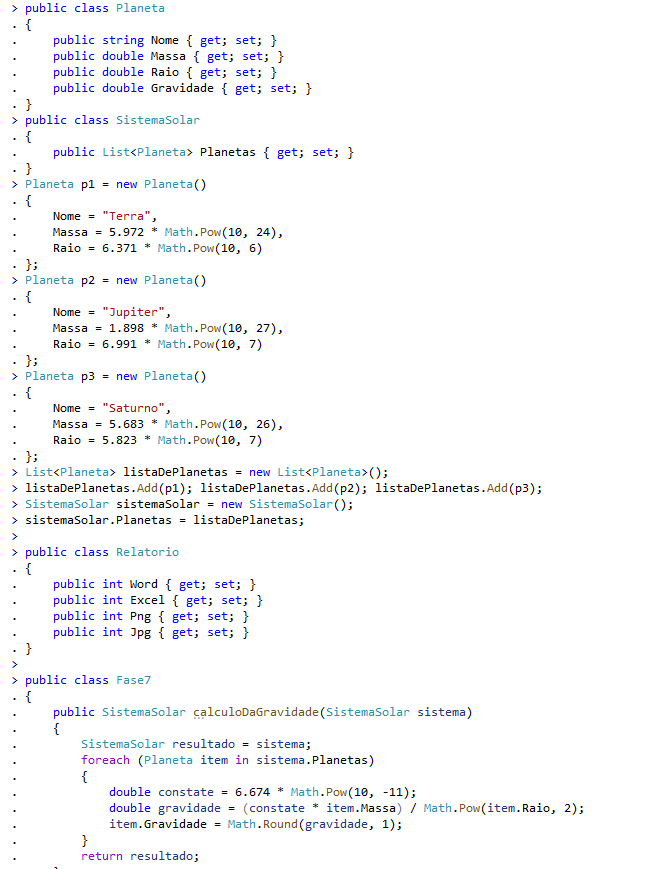 > public class Planeta
. {
.     public string Nome { get; set; }
.     public double Massa { get; set; }
.     public double Raio { get; set; }
.     public double Gravidade { get; set; }
. }
> public class SistemaSolar
. {
.     public List<Planeta> Planetas { get; set; }
. }
> Planeta p1 = new Planeta()
. {
.     Nome = "Terra",
.     Massa = 5.972 * Math.Pow(10, 24),
.     Raio = 6.371 * Math.Pow(10, 6)
. };
> Planeta p2 = new Planeta()
. {
.     Nome = "Jupiter",
.     Massa = 1.898 * Math.Pow(10, 27),
.     Raio = 6.991 * Math.Pow(10, 7)
. };
> Planeta p3 = new Planeta()
. {
.     Nome = "Saturno",
.     Massa = 5.683 * Math.Pow(10, 26),
.     Raio = 5.823 * Math.Pow(10, 7)
. };
> List<Planeta> listaDePlanetas = new List<Planeta>();
> listaDePlanetas.Add(p1); listaDePlanetas.Add(p2); listaDePlanetas.Add(p3);
> SistemaSolar sistemaSolar = new SistemaSolar();
> sistemaSolar.Planetas = listaDePlanetas;
>
> public class Relatorio
. {
.     public int Word { get; set; }
.     public int Excel { get; set; }
.     public int Png { get; set; }
.     public int Jpg { get; set; }
. }
>
> public class Fase7
. {
.     public SistemaSolar calculoDaGravidade(SistemaSolar sistema)
.     {
.         SistemaSolar resultado = sistema;
.         foreach (Planeta item in sistema.Planetas)
.         {
.             double constate = 6.674 * Math.Pow(10, -11);
.             double gravidade = (constate * item.Massa) / Math.Pow(item.Raio, 2);
.             item.Gravidade = Math.Round(gravidade, 1);
.         }
.         return resultado;